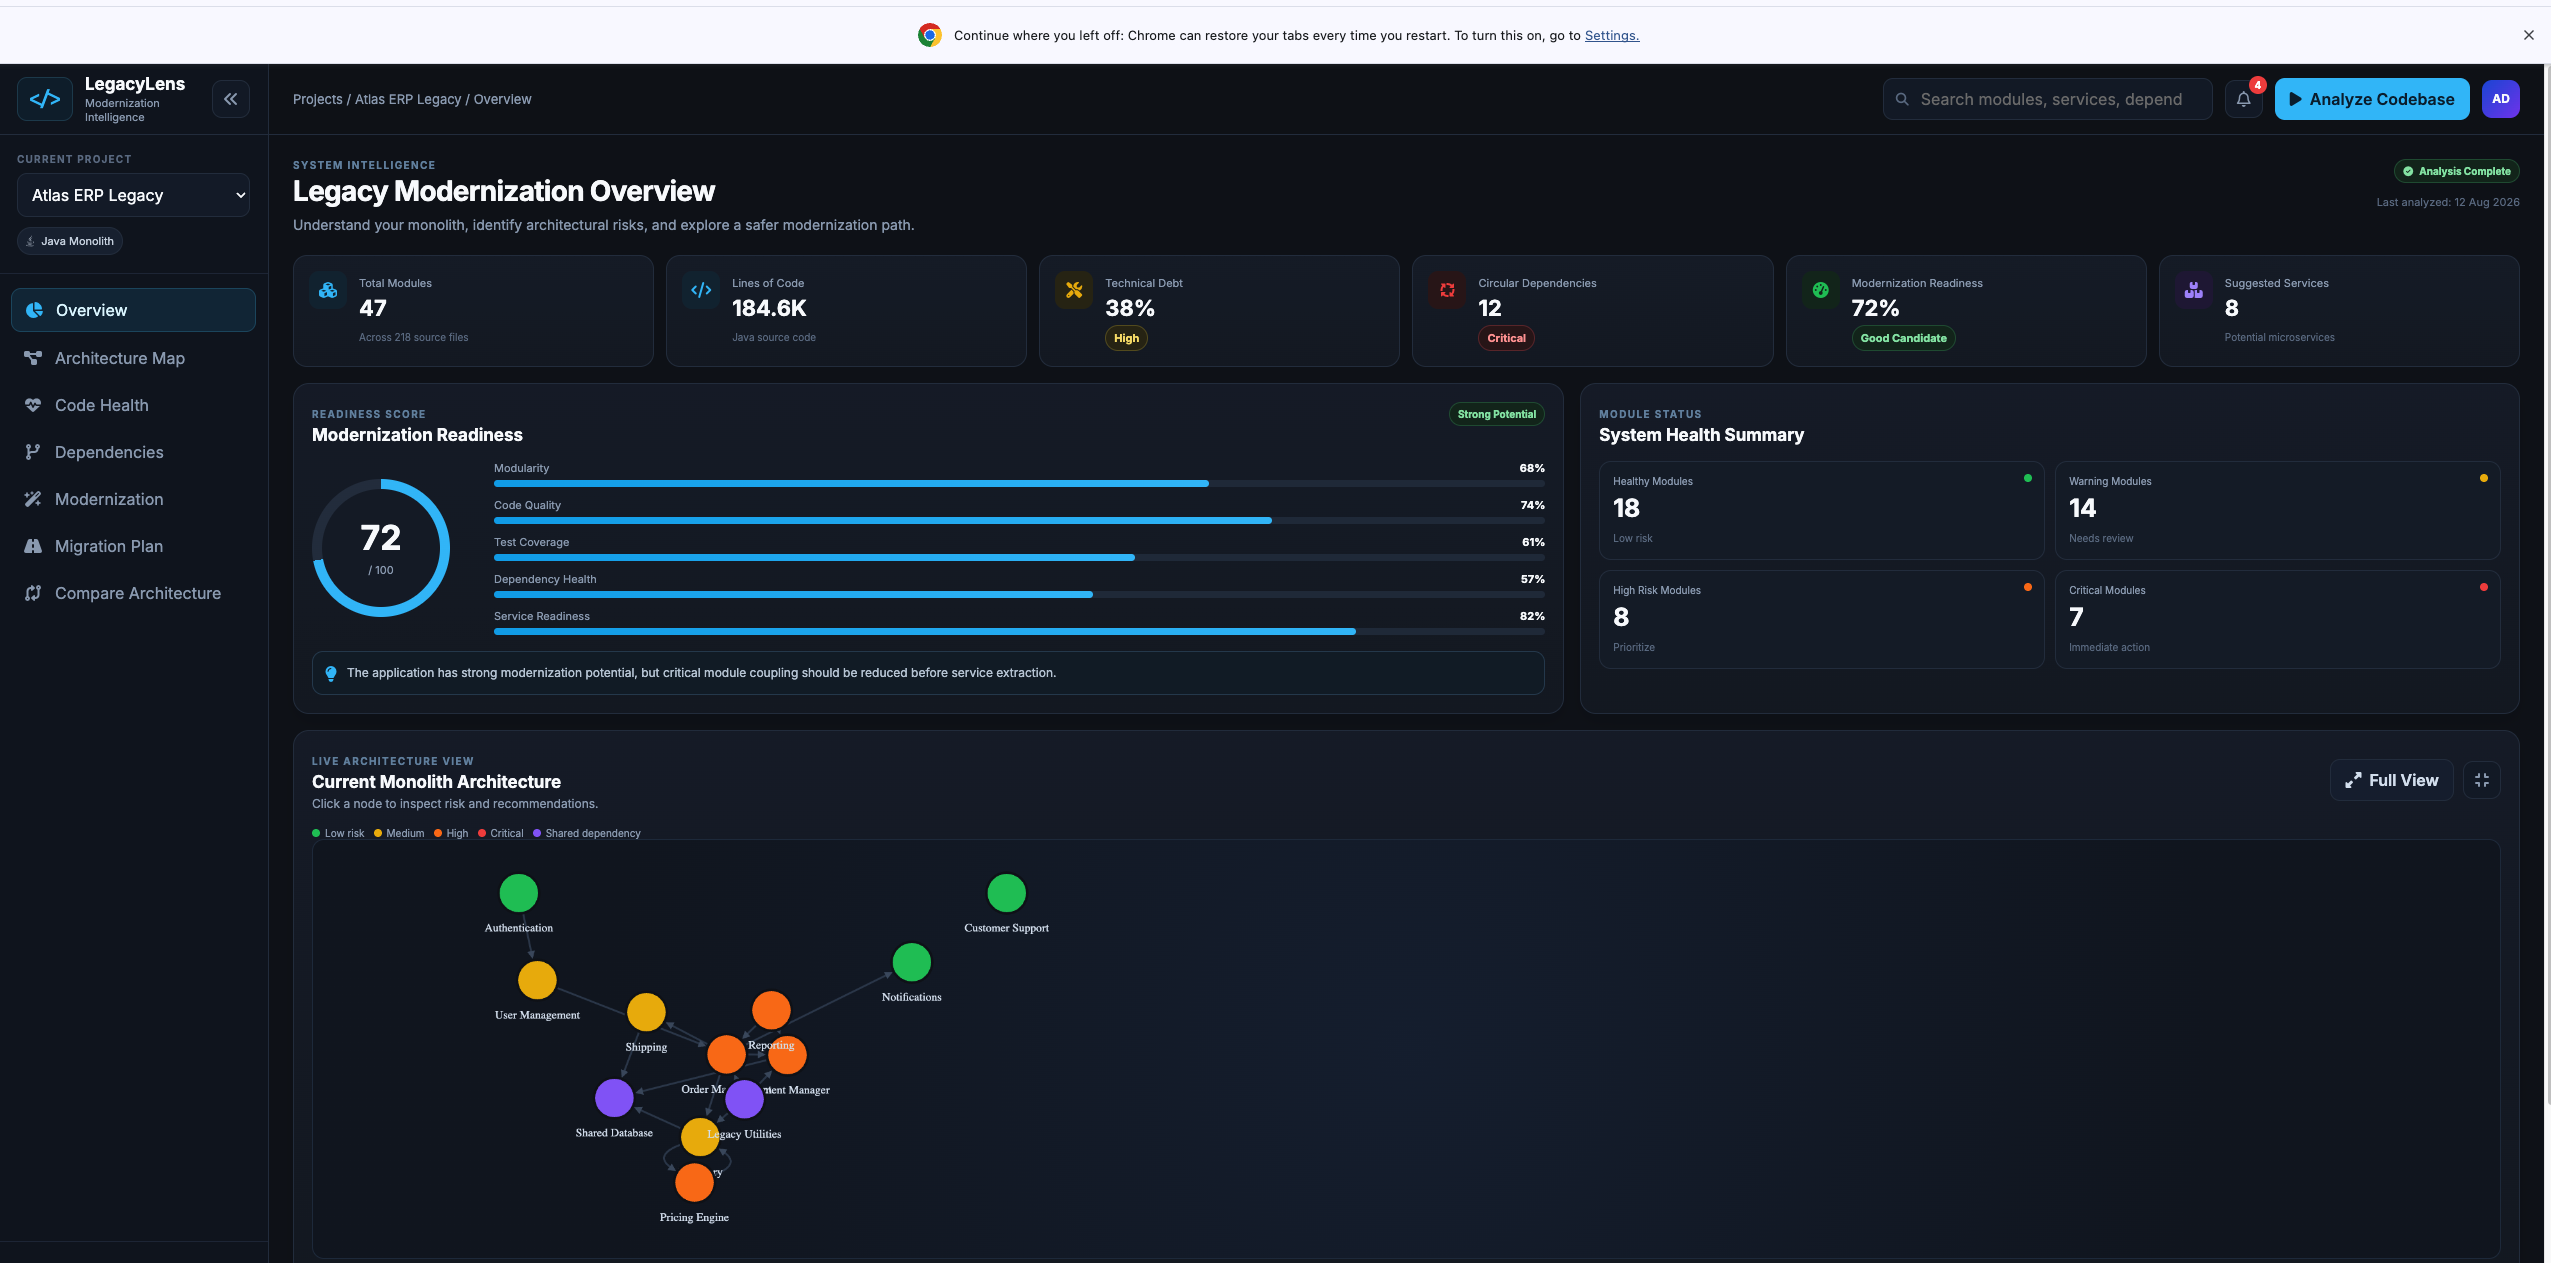 Continue where you left off: Chrome can restore your tabs every time you restart. To turn this on, go to Settings.
LegacyLens
Modernization
Intelligence
Projects / Atlas ERP Legacy / Overview
Search modules, services, depend
4
Analyze Codebase
AD
CURRENT PROJECT
Atlas ERP Legacy
Java Monolith
Overview
Architecture Map
Code Health
Dependencies
Modernization
Migration Plan
Compare Architecture
SYSTEM INTELLIGENCE
Legacy Modernization Overview
Understand your monolith, identify architectural risks, and explore a safer modernization path.
Analysis Complete
Last analyzed: 12 Aug 2026
Total Modules
47
Across 218 source files
Lines of Code
184.6K
Java source code
Technical Debt
38%
High
Circular Dependencies
12
Critical
Modernization Readiness
72%
Good Candidate
Suggested Services
8
Potential microservices
READINESS SCORE
Modernization Readiness
Strong Potential
72
/ 100
Modularity 68%
Code Quality 74%
Test Coverage 61%
Dependency Health 57%
Service Readiness 82%
The application has strong modernization potential, but critical module coupling should be reduced before service extraction.
MODULE STATUS
System Health Summary
Healthy Modules
18
Low risk
Warning Modules
14
Needs review
High Risk Modules
8
Prioritize
Critical Modules
7
Immediate action
LIVE ARCHITECTURE VIEW
Current Monolith Architecture
Click a node to inspect risk and recommendations.
Full View
Low risk Medium High Critical Shared dependency
Authentication
Customer Support
User Management
Notifications
Shipping
Reporting
Order
Manager
Shared Database
Legacy Utilities
Pricing Engine